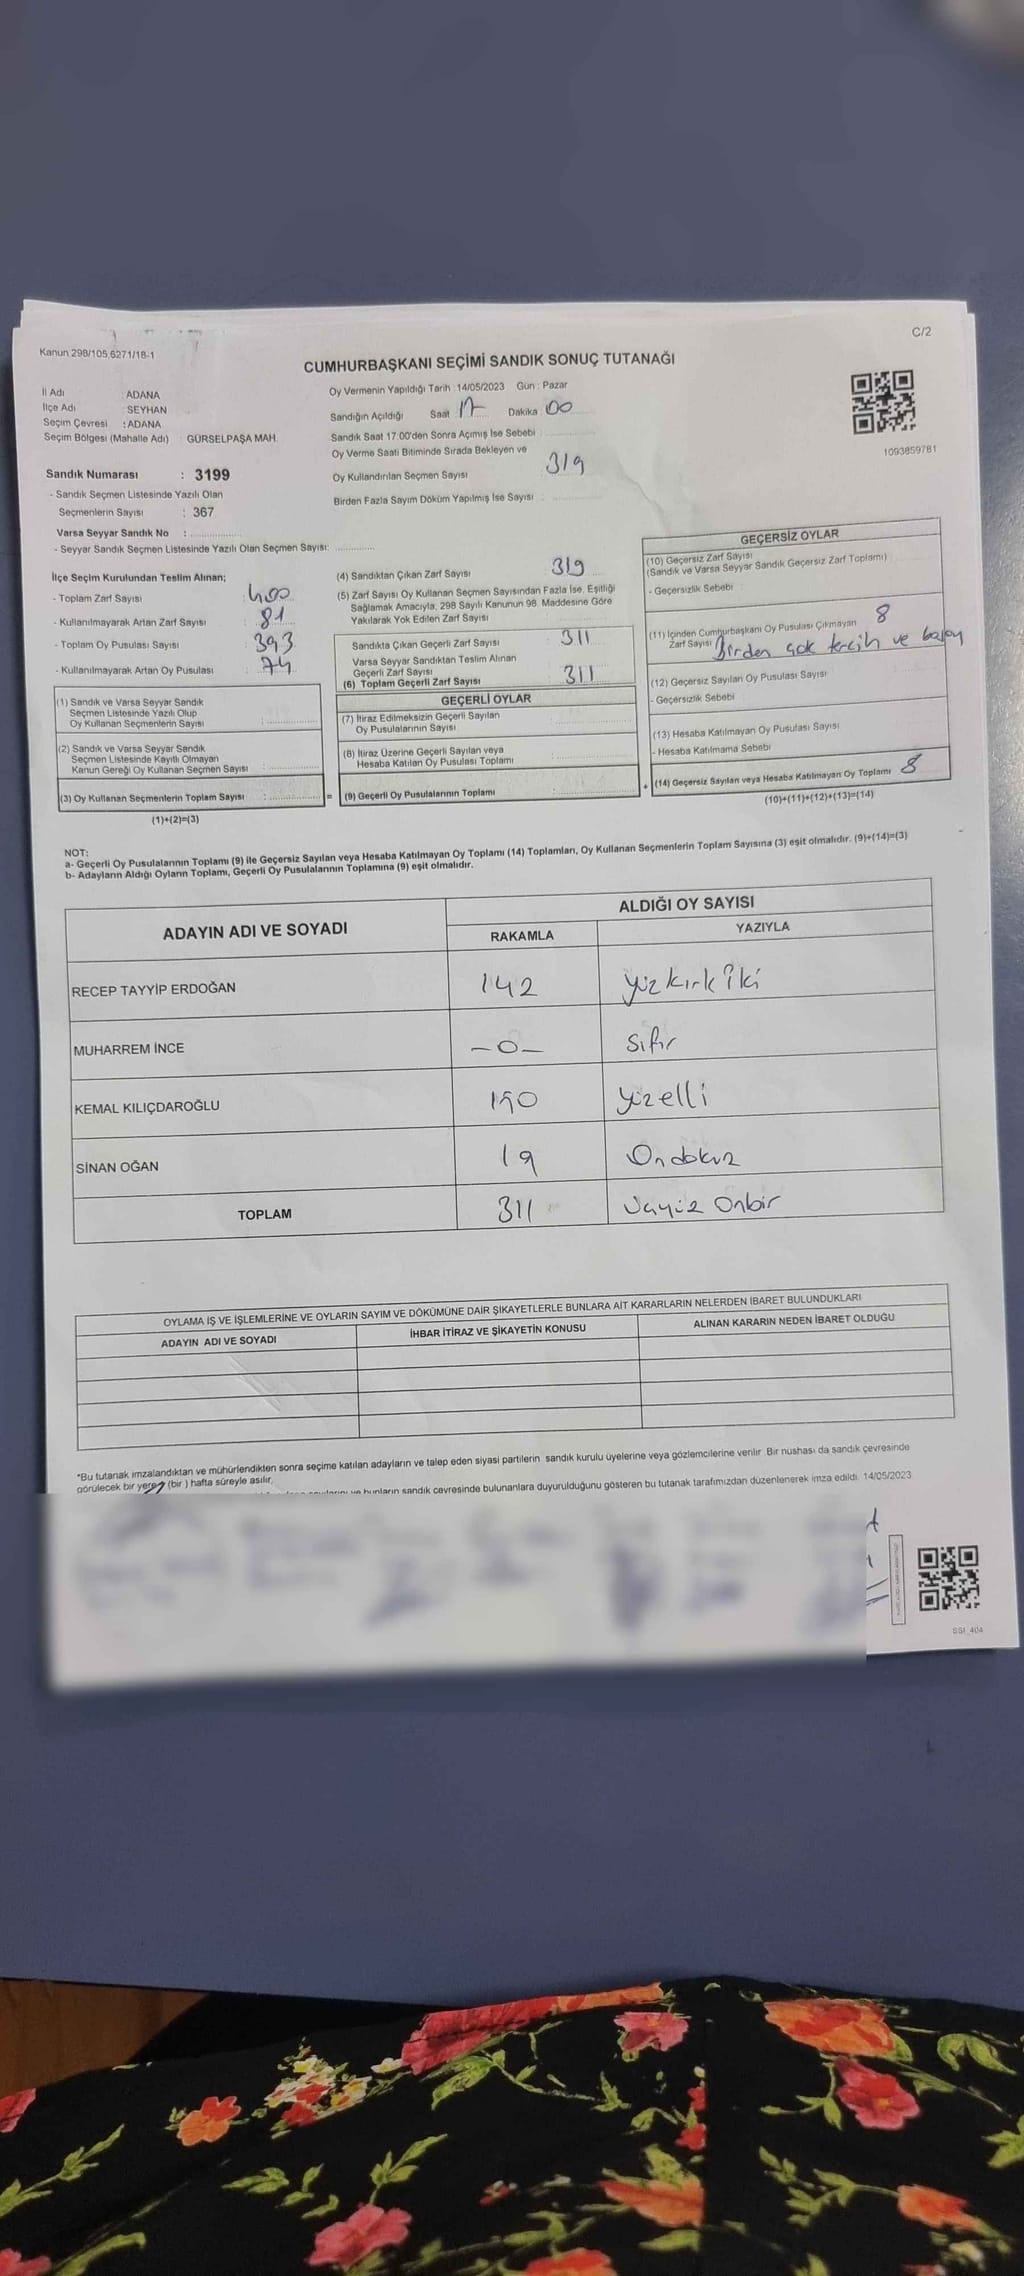 C/2
Kanun 298/105,6271/18-1
CUMHURBAŞKANI SEÇİMİ SANDIK SONUÇ TUTANAĞI
İl Adı : ADANA
İlçe Adı : SEYHAN
Seçim Çevresi : ADANA
Seçim Bölgesi (Mahalle Adı) : GÜRSELPAŞA MAH.
Oy Vermenin Yapıldığı Tarih :14/05/2023 Gün : Pazar
Sandığın Açıldığı Saat 17 Dakika 00
Sandık Saat 17:00'den Sonra Açımış İse Sebebi
Oy Verme Saati Bitiminde Sırada Bekleyen ve
Oy Kullandırılan Seçmen Sayısı 319
Birden Fazla Sayım Döküm Yapılmış İse Sayısı :
1093859781
Sandık Numarası : 3199
- Sandık Seçmen Listesinde Yazılı Olan
Seçmenlerin Sayısı : 367
Varsa Seyyar Sandık No :
- Seyyar Sandık Seçmen Listesinde Yazılı Olan Seçmen Sayısı:
İlçe Seçim Kurulundan Teslim Alınan;
- Toplam Zarf Sayısı : 400
- Kullanılmayarak Artan Zarf Sayısı : 81
- Toplam Oy Pusulası Sayısı : 393
- Kullanılmayarak Artan Oy Pusulası : 74
(1) Sandık ve Varsa Seyyar Sandık
Seçmen Listesinde Yazılı Olup
Oy Kullanan Seçmenlerin Sayısı :
(2) Sandık ve Varsa Seyyar Sandık
Seçmen Listesinde Kayıtlı Olmayan
Kanun Gereği Oy Kullanan Seçmen Sayısı :
(3) Oy Kullanan Seçmenlerin Toplam Sayısı : =
(1)+(2)=(3)
(4) Sandıktan Çıkan Zarf Sayısı 319
(5) Zarf Sayısı Oy Kullanan Seçmen Sayısından Fazla İse, Eşitliği
Sağlamak Amacıyla, 298 Sayılı Kanunun 98. Maddesine Göre
Yakılarak Yok Edilen Zarf Sayısı :
Sandıkta Çıkan Geçerli Zarf Sayısı : 311
Varsa Seyyar Sandıktan Teslim Alınan
Geçerli Zarf Sayısı
(6) Toplam Geçerli Zarf Sayısı : 311
GEÇERLİ OYLAR
(7) İtiraz Edilmeksizin Geçerli Sayılan
Oy Pusulalarının Sayısı :
(8) İtiraz Üzerine Geçerli Sayılan veya
Hesaba Katılan Oy Pusulası Toplamı :
(9) Geçerli Oy Pusulalarının Toplamı : +
GEÇERSİZ OYLAR
(10) Geçersiz Zarf Sayısı
(Sandık ve Varsa Seyyar Sandık Geçersiz Zarf Toplamı)
- Geçersizlik Sebebi :
(11) İçinden Cumhurbaşkanı Oy Pusulası Çıkmayan 8
Zarf Sayısı Birden çok tercih ve
(12) Geçersiz Sayılan Oy Pusulası Sayısı
- Geçersizlik Sebebi
(13) Hesaba Katılmayan Oy Pusulası Sayısı
- Hesaba Katılmama Sebebi
(14) Geçersiz Sayılan veya Hesaba Katılmayan Oy Toplamı 8
(10)+(11)+(12)+(13)=(14)
NOT:
a- Geçerli Oy Pusulalarının Toplamı (9) ile Geçersiz Sayılan veya Hesaba Katılmayan Oy Toplamı (14) Toplamları, Oy Kullanan Seçmenlerin Toplam Sayısına (3) eşit olmalıdır. (9)+(14)=(3)
b- Adayların Aldığı Oyların Toplamı, Geçerli Oy Pusulalarının Toplamına (9) eşit olmalıdır.
ADAYIN ADI VE SOYADI
ALDIĞI OY SAYISI
RAKAMLA YAZIYLA
RECEP TAYYİP ERDOĞAN 142 yüzkırkiki
MUHARREM İNCE -0- sıfır
KEMAL KILIÇDAROĞLU 150 yüzelli
SİNAN OĞAN 19 Ondokuz
TOPLAM 311 üçyüz Onbir
OYLAMA İŞ VE İŞLEMLERİNE VE OYLARIN SAYIM VE DÖKÜMÜNE DAİR ŞİKAYETLERLE BUNLARA AİT KARARLARIN NELERDEN İBARET BULUNDUKLARI
ADAYIN ADI VE SOYADI İHBAR İTİRAZ VE ŞİKAYETİN KONUSU ALINAN KARARIN NEDEN İBARET OLDUĞU
*Bu tutanak imzalandıktan ve mühürlendikten sonra seçime katılan adayların ve talep eden siyasi partilerin sandık kurulu üyelerine veya gözlemcilerine verilir. Bir nushası da sandık çevresinde
görülecek bir yere (bir ) hafta süreyle asılır.
ve bunların sandık çevresinde bulunanlara duyurulduğunu gösteren bu tutanak tarafımızdan düzenlenerek imza edildi. 14/05/2023
SSI_404